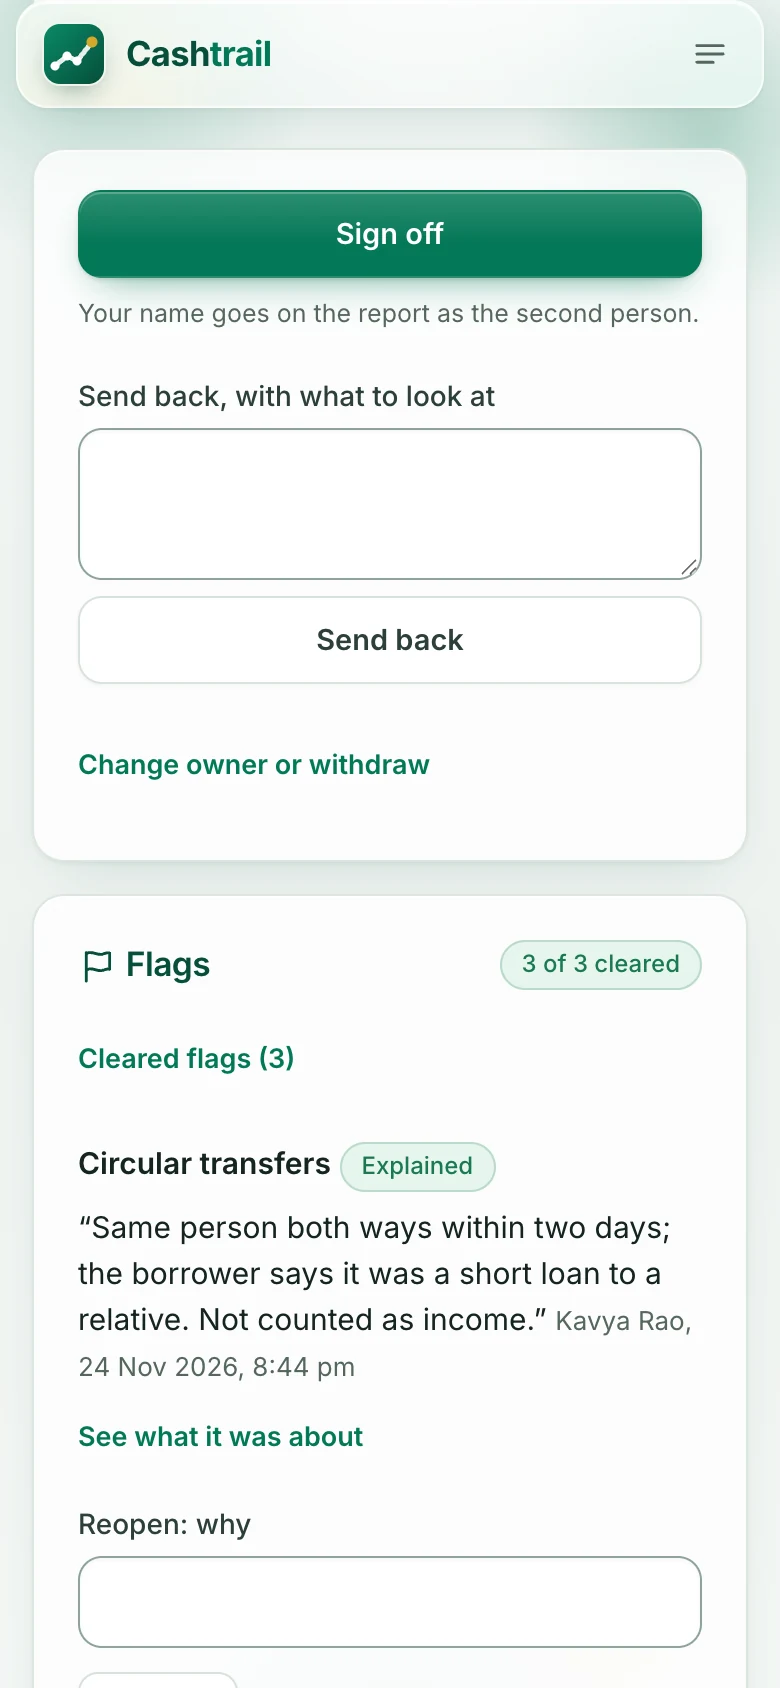 Cashtrail
Sign off
Your name goes on the report as the second person.
Send back, with what to look at
Send back
Change owner or withdraw
Flags
3 of 3 cleared
Cleared flags (3)
Circular transfers Explained
“Same person both ways within two days;
the borrower says it was a short loan to a
relative. Not counted as income.” Kavya Rao,
24 Nov 2026, 8:44 pm
See what it was about
Reopen: why